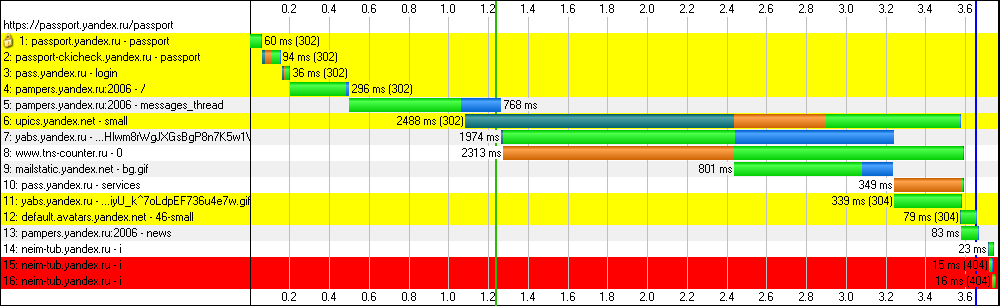 0.2 0.4 0.6 0.8 1.0 1.2 1.4 1.6 1.8 2.0 2.2 2.4 2.6 2.8 3.0 3.2 3.4 3.6
https://passport.yandex.ru/passport
1: passport.yandex.ru - passport 60 ms (302)
2: passport-ckicheck.yandex.ru - passport 94 ms (302)
3: pass.yandex.ru - login 36 ms (302)
4: pampers.yandex.ru:2006 - / 296 ms (302)
5: pampers.yandex.ru:2006 - messages_thread 768 ms
6: upics.yandex.net - small 2488 ms (302)
7: yabs.yandex.ru - ...HIwm8rWgJXGsBgP8n7K5w1V 1974 ms
8: www.tns-counter.ru - 0 2313 ms
9: mailstatic.yandex.net - bg.gif 801 ms
10: pass.yandex.ru - services 349 ms
11: yabs.yandex.ru - ...iyU_k^7oLdpEF736u4e7w.gif 339 ms (304)
12: default.avatars.yandex.net - 46-small 79 ms (304)
13: pampers.yandex.ru:2006 - news 83 ms
14: neim-tub.yandex.ru - i 23 ms
15: neim-tub.yandex.ru - i 15 ms (404)
16: neim-tub.yandex.ru - i 16 ms (404)
0.2 0.4 0.6 0.8 1.0 1.2 1.4 1.6 1.8 2.0 2.2 2.4 2.6 2.8 3.0 3.2 3.4 3.6